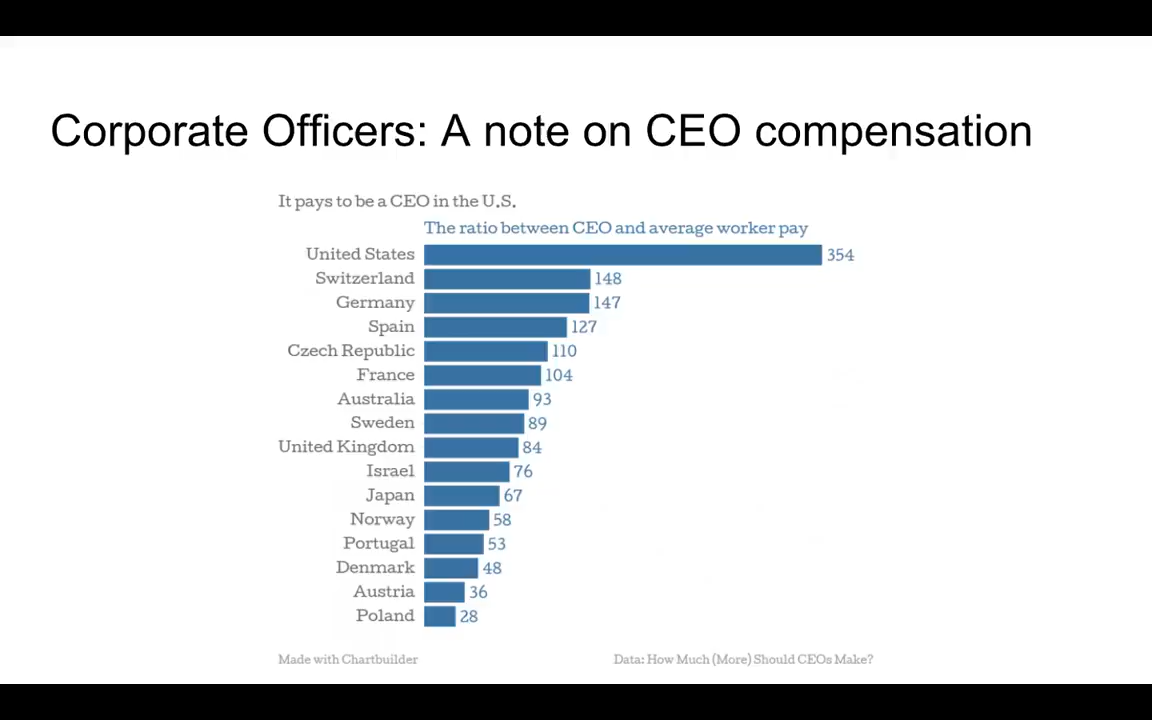 Corporate Officers: A note on CEO compensation
It pays to be a CEO in the U.S.
The ratio between CEO and average worker pay
United States 354
Switzerland 148
Germany 147
Spain 127
Czech Republic 110
France 104
Australia 93
Sweden 89
United Kingdom 84
Israel 76
Japan 67
Norway 58
Portugal 53
Denmark 48
Austria 36
Poland 28
Made with Chartbuilder Data: How Much (More) Should CEOs Make?